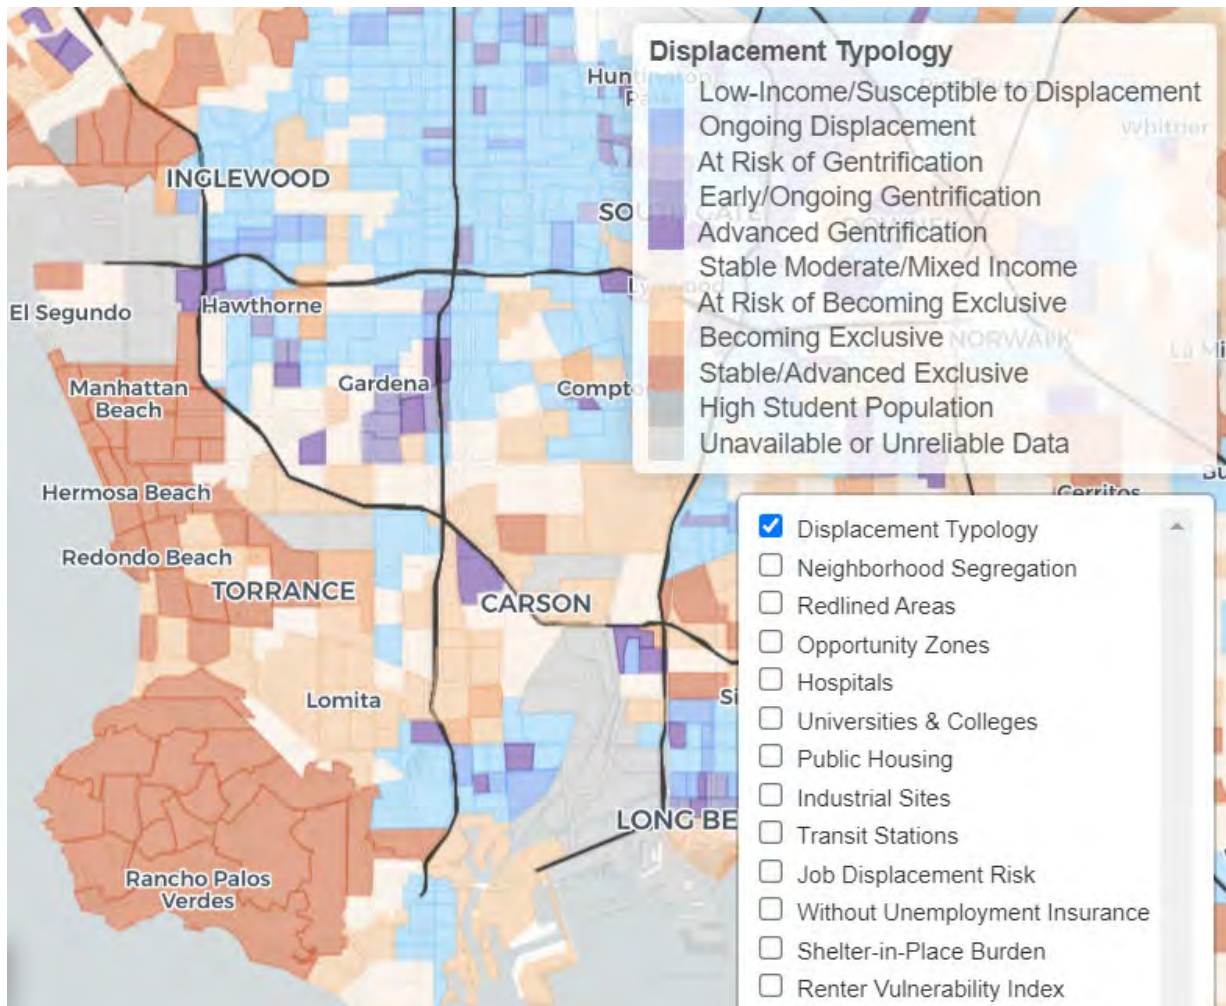 Displacement Typology
Low-Income/Susceptible to Displacement
Ongoing Displacement
At Risk of Gentrification
Early/Ongoing Gentrification
Advanced Gentrification
Stable Moderate/Mixed Income
At Risk of Becoming Exclusive
Becoming Exclusive
Stable/Advanced Exclusive
High Student Population
Unavailable or Unreliable Data
Whittier
NORWALK
INGLEWOOD
El Segundo
Hawthorne
Manhattan
Beach
Gardena
Compto
Hermosa Beach
Cerritos
Redondo Beach
TORRANCE
CARSON
Lomita
LONG BE
Rancho Palos
Verdes
Displacement Typology
Neighborhood Segregation
Redlined Areas
Opportunity Zones
Hospitals
Universities & Colleges
Public Housing
Industrial Sites
Transit Stations
Job Displacement Risk
Without Unemployment Insurance
Shelter-in-Place Burden
Renter Vulnerability Index